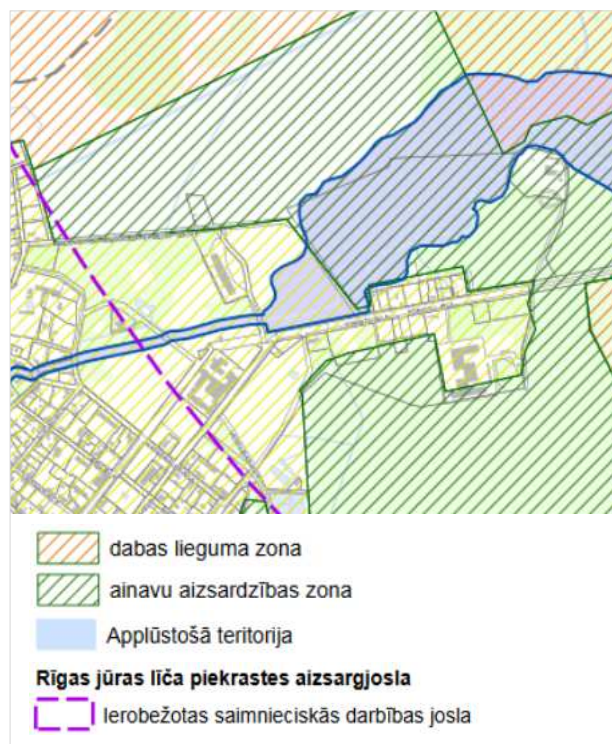 dabas lieguma zona
ainavu aizsardzības zona
Applūstošā teritorija
Rīgas jūras līča piekrastes aizsargjosla
Ierobežotas saimnieciskās darbības josla